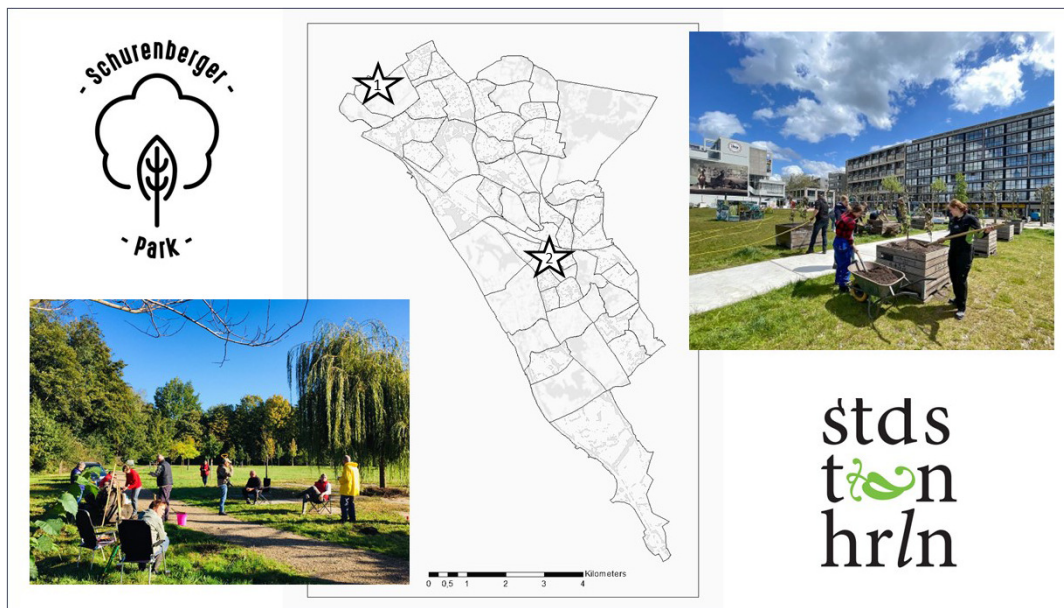 - Schurenberger -
- Park -
1
2
0 0,5 1 2 3 4
Kilometers
stds
t n
hrln